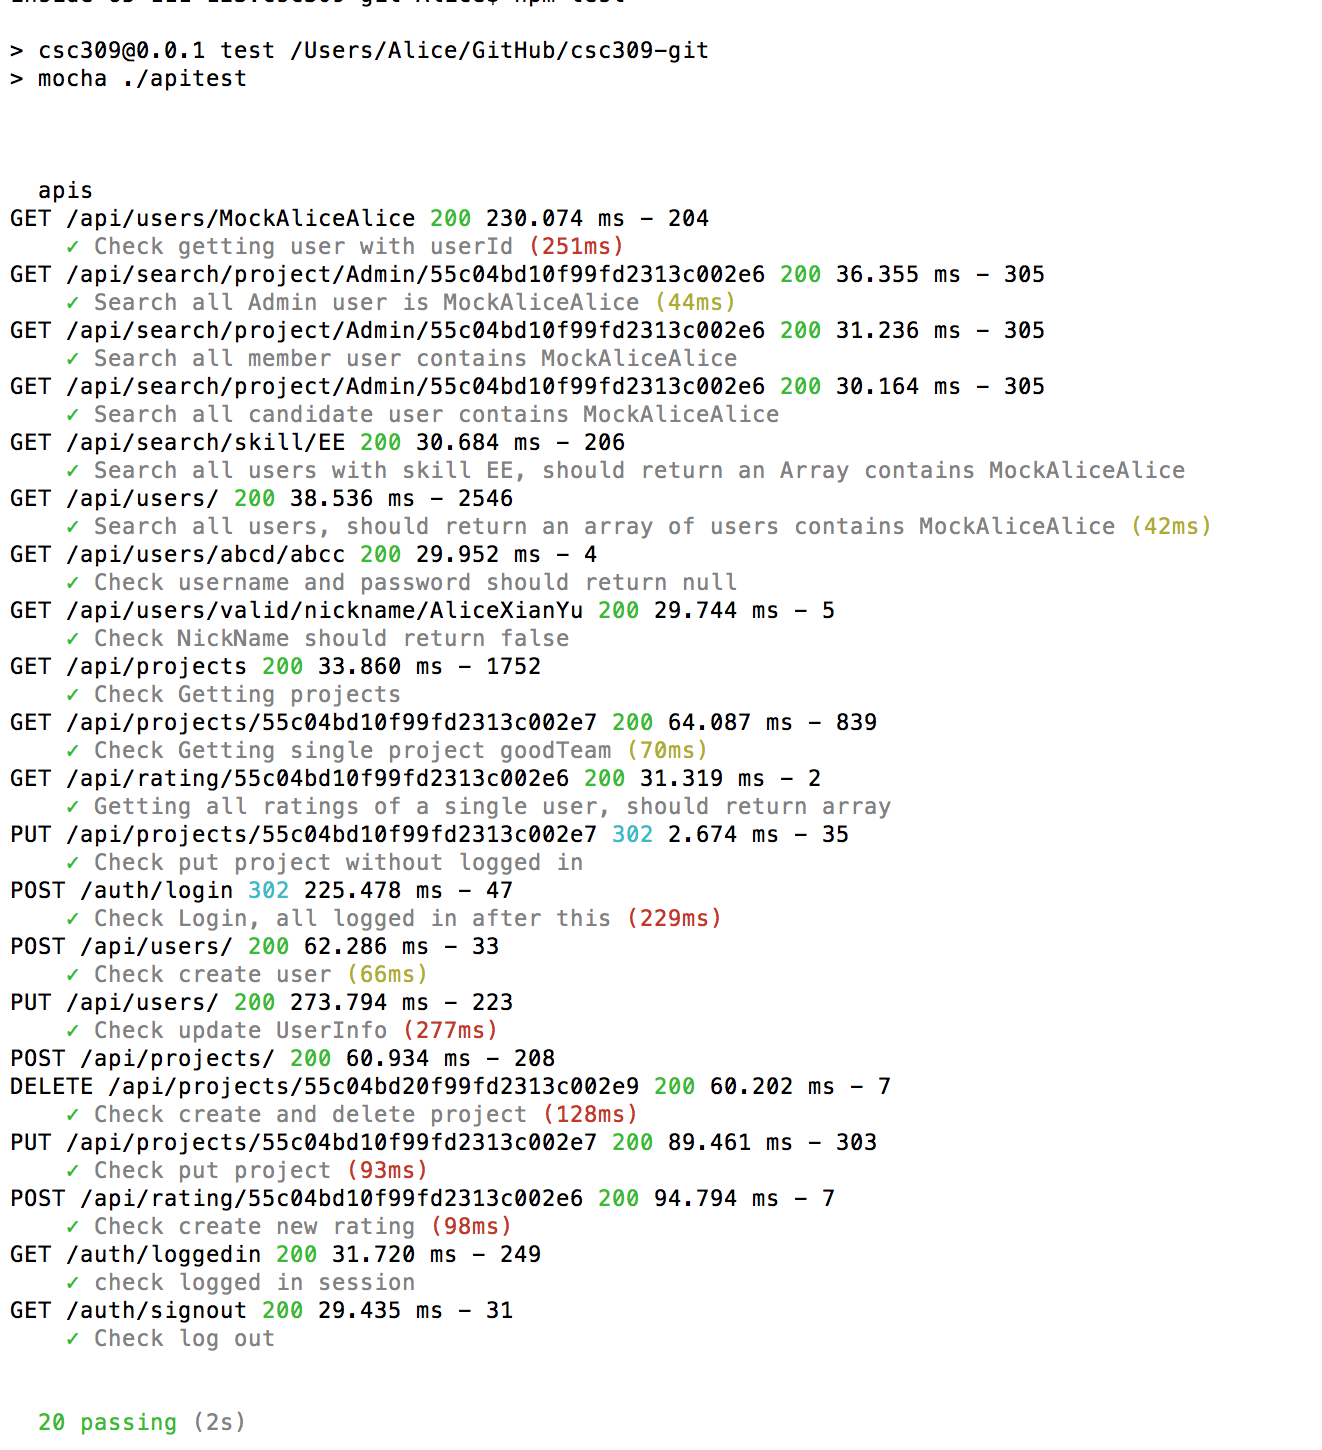 > csc309@0.0.1 test /Users/Alice/GitHub/csc309-git
> mocha ./apitest
apis
GET /api/users/MockAliceAlice 200 230.074 ms - 204
✓ Check getting user with userId (251ms)
GET /api/search/project/Admin/55c04bd10f99fd2313c002e6 200 36.355 ms - 305
✓ Search all Admin user is MockAliceAlice (44ms)
GET /api/search/project/Admin/55c04bd10f99fd2313c002e6 200 31.236 ms - 305
✓ Search all member user contains MockAliceAlice
GET /api/search/project/Admin/55c04bd10f99fd2313c002e6 200 30.164 ms - 305
✓ Search all candidate user contains MockAliceAlice
GET /api/search/skill/EE 200 30.684 ms - 206
✓ Search all users with skill EE, should return an Array contains MockAliceAlice
GET /api/users/ 200 38.536 ms - 2546
✓ Search all users, should return an array of users contains MockAliceAlice (42ms)
GET /api/users/abcd/abcc 200 29.952 ms - 4
✓ Check username and password should return null
GET /api/users/valid/nickname/AliceXianYu 200 29.744 ms - 5
✓ Check NickName should return false
GET /api/projects 200 33.860 ms - 1752
✓ Check Getting projects
GET /api/projects/55c04bd10f99fd2313c002e7 200 64.087 ms - 839
✓ Check Getting single project goodTeam (70ms)
GET /api/rating/55c04bd10f99fd2313c002e6 200 31.319 ms - 2
✓ Getting all ratings of a single user, should return array
PUT /api/projects/55c04bd10f99fd2313c002e7 302 2.674 ms - 35
✓ Check put project without logged in
POST /auth/login 302 225.478 ms - 47
✓ Check Login, all logged in after this (229ms)
POST /api/users/ 200 62.286 ms - 33
✓ Check create user (66ms)
PUT /api/users/ 200 273.794 ms - 223
✓ Check update UserInfo (277ms)
POST /api/projects/ 200 60.934 ms - 208
DELETE /api/projects/55c04bd20f99fd2313c002e9 200 60.202 ms - 7
✓ Check create and delete project (128ms)
PUT /api/projects/55c04bd10f99fd2313c002e7 200 89.461 ms - 303
✓ Check put project (93ms)
POST /api/rating/55c04bd10f99fd2313c002e6 200 94.794 ms - 7
✓ Check create new rating (98ms)
GET /auth/loggedin 200 31.720 ms - 249
✓ check logged in session
GET /auth/signout 200 29.435 ms - 31
✓ Check log out
20 passing (2s)